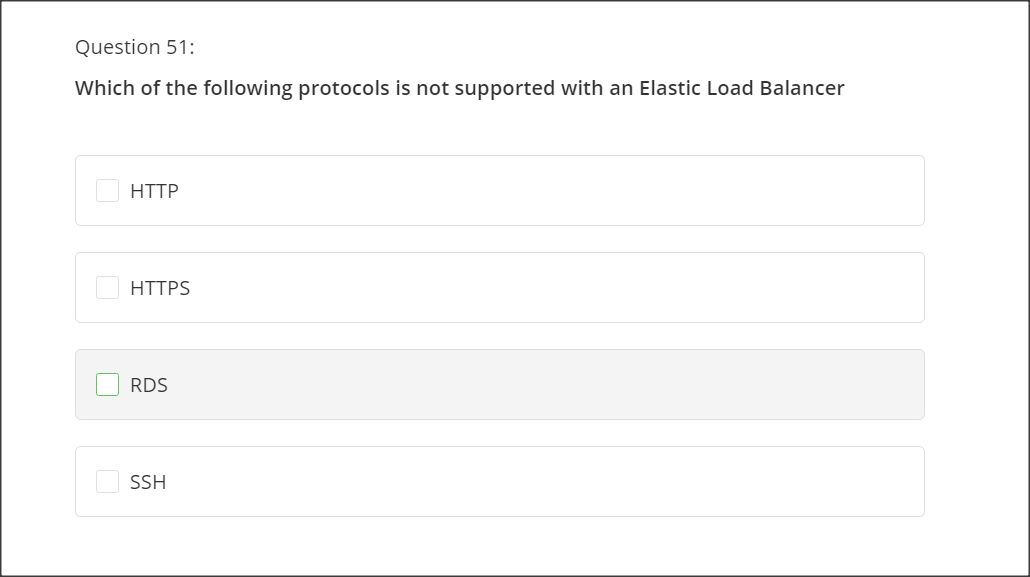 Question 51:
Which of the following protocols is not supported with an Elastic Load Balancer
HTTP
HTTPS
RDS
SSH